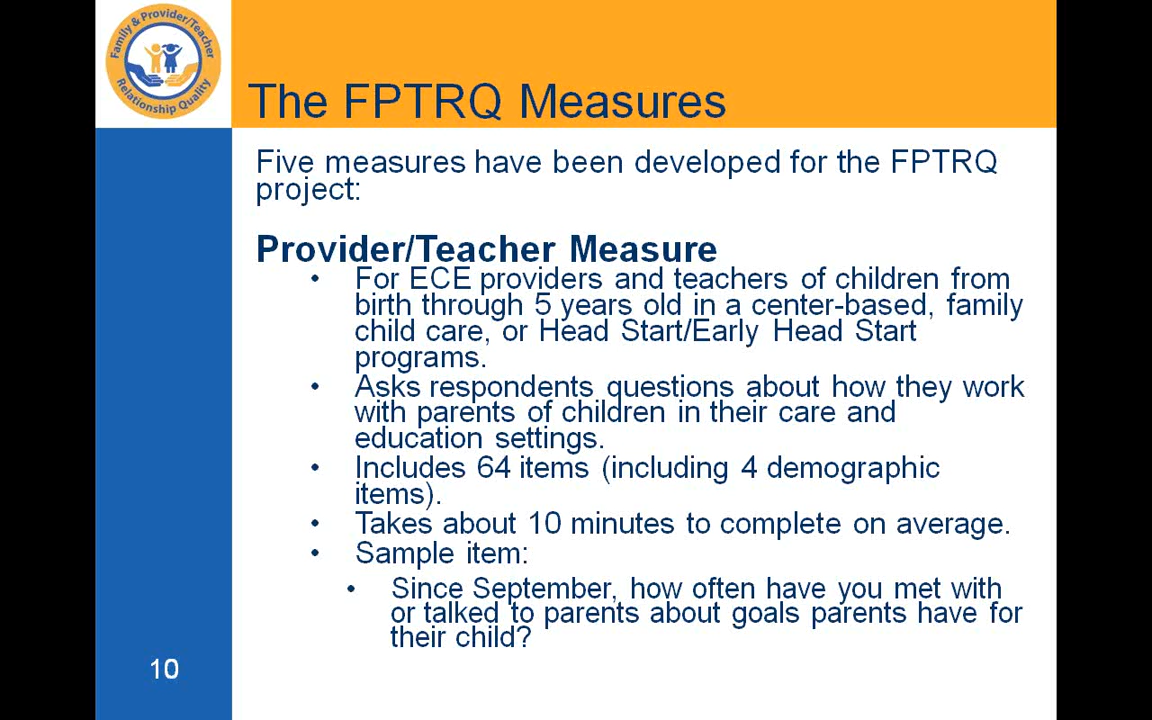 Family & Provider/Teacher
Relationship Quality
The FPTRQ Measures
Five measures have been developed for the FPTRQ
project:
Provider/Teacher Measure
• For ECE providers and teachers of children from
birth through 5 years old in a center-based, family
child care, or Head Start/Early Head Start
programs.
• Asks respondents questions about how they work
with parents of children in their care and
education settings.
• Includes 64 items (including 4 demographic
items).
• Takes about 10 minutes to complete on average.
• Sample item:
• Since September, how often have you met with
or talked to parents about goals parents have for
their child?
10